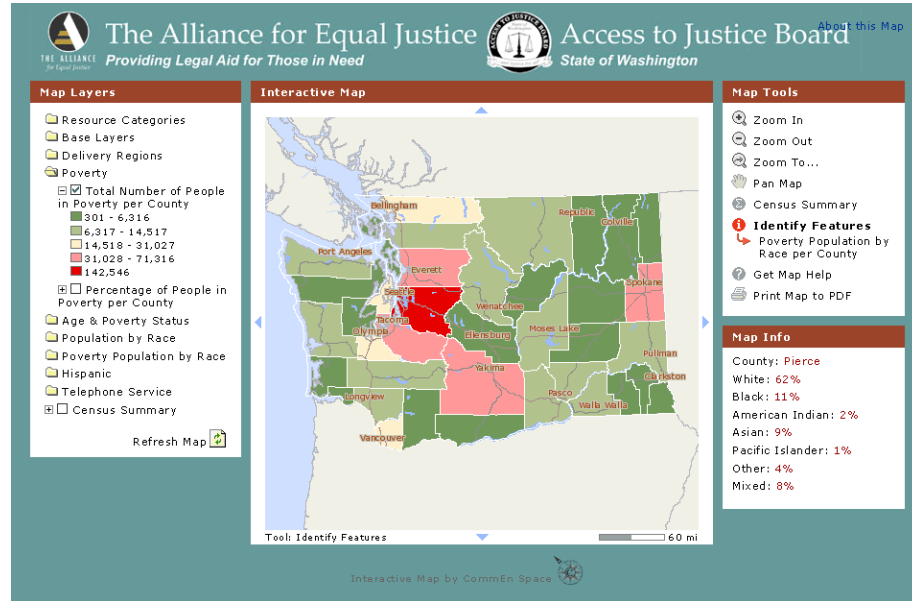 The Alliance for Equal Justice
Providing Legal Aid for Those in Need
THE ALLIANCE
for Equal Justice
Access to Justice Board
State of Washington
About this Map
Map Layers
Resource Categories
Base Layers
Delivery Regions
Poverty
Total Number of People
in Poverty per County
301 - 6,316
6,317 - 14,517
14,518 - 31,027
31,028 - 71,316
142,546
Percentage of People in
Poverty per County
Age & Poverty Status
Population by Race
Poverty Population by Race
Hispanic
Telephone Service
Census Summary
Refresh Map
Interactive Map
Bellingham
Republic
Colville
Port Angeles
Everett
Seattle
Spokane
Wenatchee
Tacoma
Olympia
Ellensburg
Moses Lake
Pullman
Yakima
Clarkston
Longview
Pasco
Walla Walla
Vancouver
Tool: Identify Features
60 mi
Map Tools
Zoom In
Zoom Out
Zoom To...
Pan Map
Census Summary
Identify Features
Poverty Population by
Race per County
Get Map Help
Print Map to PDF
Map Info
County: Pierce
White: 62%
Black: 11%
American Indian: 2%
Asian: 9%
Pacific Islander: 1%
Other: 4%
Mixed: 8%
Interactive Map by CommEn Space